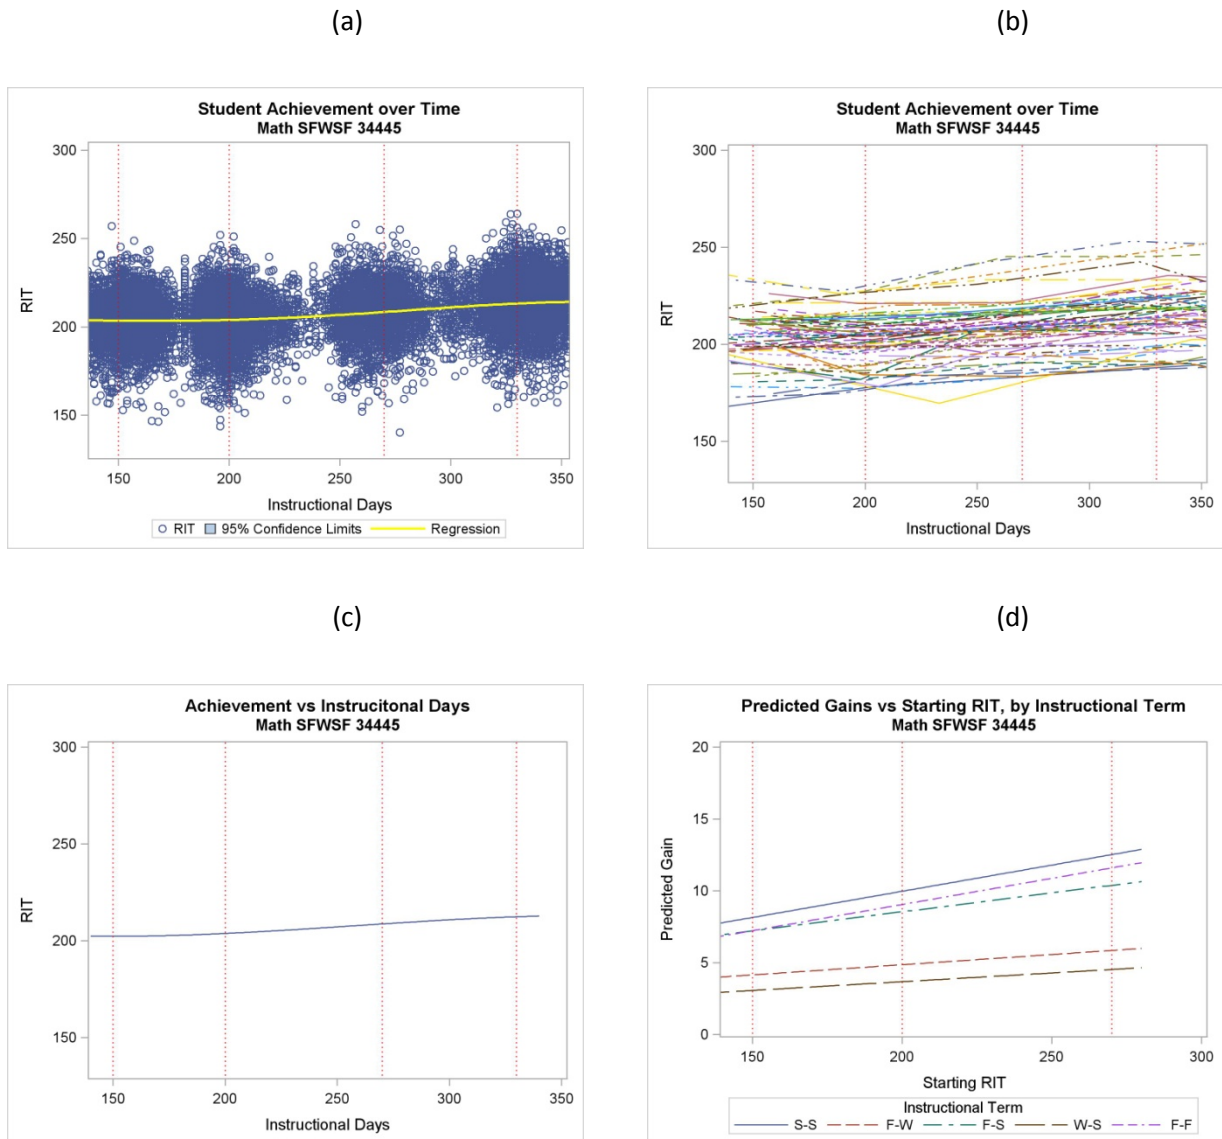 (a)
(b)
Student Achievement over Time
Math SFWSF 34445
300
250
200
150
RIT
150
200
250
300
350
Instructional Days
RIT
95% Confidence Limits
Regression
Student Achievement over Time
Math SFWSF 34445
300
250
200
150
RIT
150
200
250
300
350
Instructional Days
(c)
(d)
Achievement vs Instrucitonal Days
Math SFWSF 34445
300
250
200
150
RIT
150
200
250
300
350
Instructional Days
Predicted Gains vs Starting RIT, by Instructional Term
Math SFWSF 34445
20
15
10
5
0
Predicted Gain
150
200
250
300
Starting RIT
Instructional Term
S-S
F-W
F-S
W-S
F-F